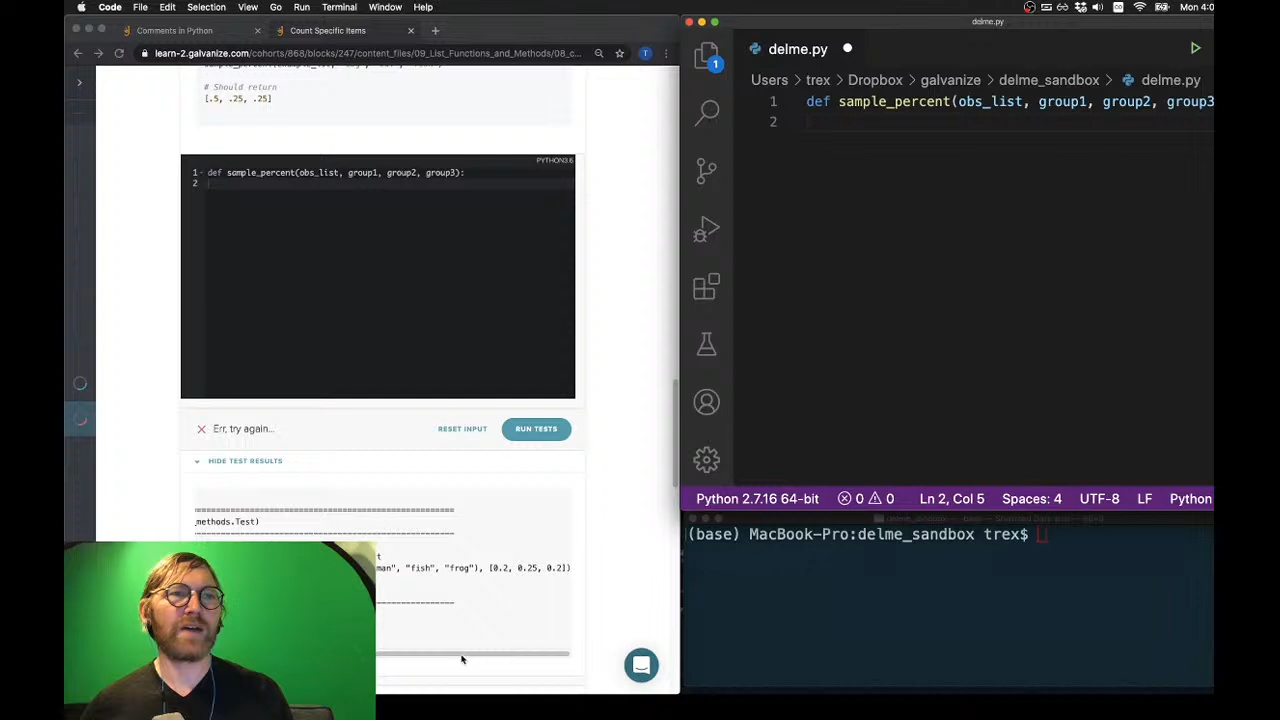 Code File Edit Selection View Go Run Terminal Window Help
Mon 4:0
Comments in Python
Count Specific Items
learn-2.galvanize.com/cohorts/868/blocks/247/content_files/09_List_Functions_and_Methods/08_c...
T
# Should return
[.5, .25, .25]
PYTHON3.6
1 def sample_percent(obs_list, group1, group2, group3):
2
Err, try again...
RESET INPUT
RUN TESTS
HIDE TEST RESULTS
======================================================
_methods.Test)
======================================================
t
man", "fish", "frog"), [0.2, 0.25, 0.2])
delme.py
delme.py
1
Users › trex › Dropbox › galvanize › delme_sandbox › delme.py
1 def sample_percent(obs_list, group1, group2, group3
2
Python 2.7.16 64-bit 0 0 Ln 2, Col 5 Spaces: 4 UTF-8 LF Python
(base) MacBook-Pro:delme_sandbox trex$